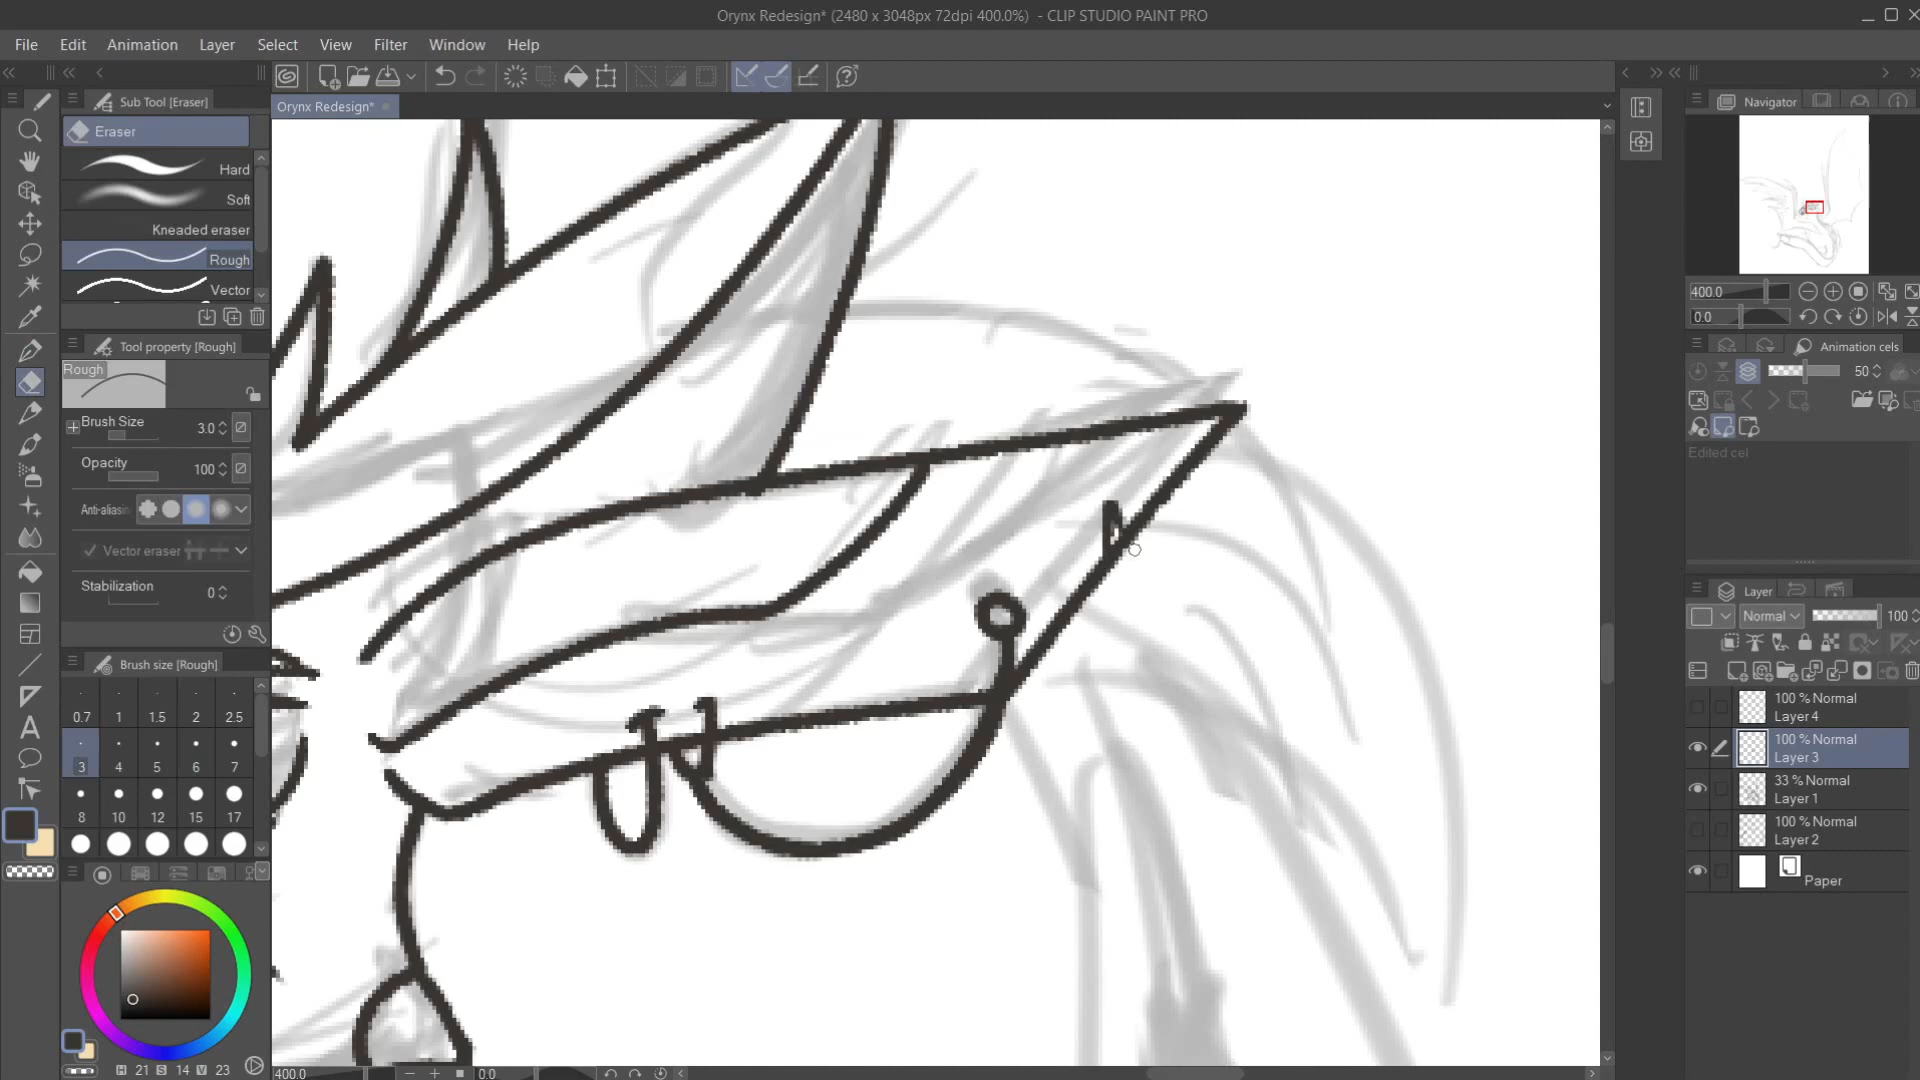 Orynx Redesign* (2480 x 3048px 72dpi 400.0%) - CLIP STUDIO PAINT PRO
File Edit Animation Layer Select View Filter Window Help
Sub Tool [Eraser]
Orynx Redesign*
Navigator
Eraser
Hard
Soft
Kneaded eraser
Rough
Vector
400.0
0.0
Tool property [Rough]
Animation cels
Rough
50
Brush Size 3.0
Edited cel
Opacity 100
Anti-aliasin
Vector eraser
Stabilization 0
Layer
Normal 100
Brush size [Rough]
0.7 1 1.5 2 2.5
3 4 5 6 7
8 10 12 15 17
100 % Normal
Layer 4
100 % Normal
Layer 3
33 % Normal
Layer 1
100 % Normal
Layer 2
Paper
H 21 S 14 V 23
400.0 0.0